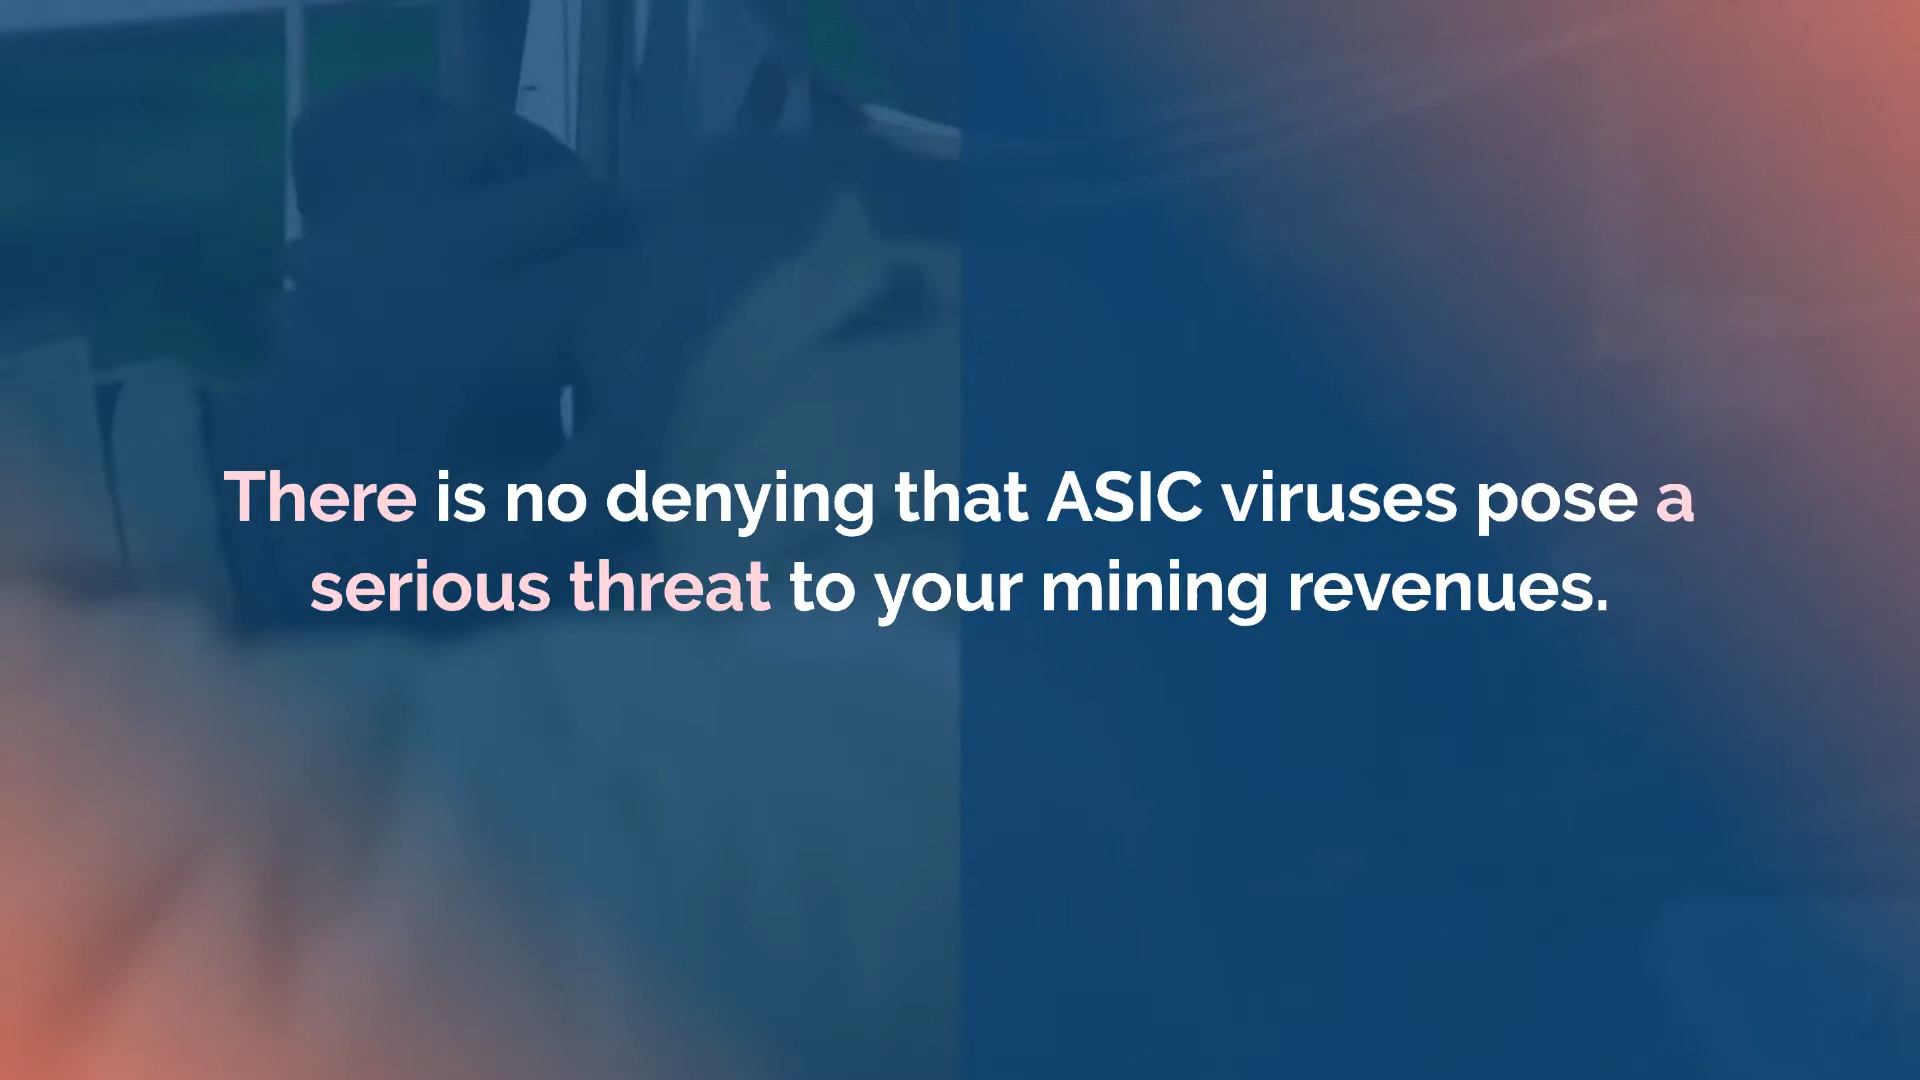 There is no denying that ASIC viruses pose a
serious threat to your mining revenues.